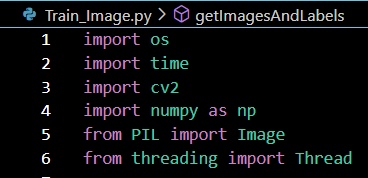 Train_Image.py > getImagesAndLabels
1 import os
2 import time
3 import cv2
4 import numpy as np
5 from PIL import Image
6 from threading import Thread